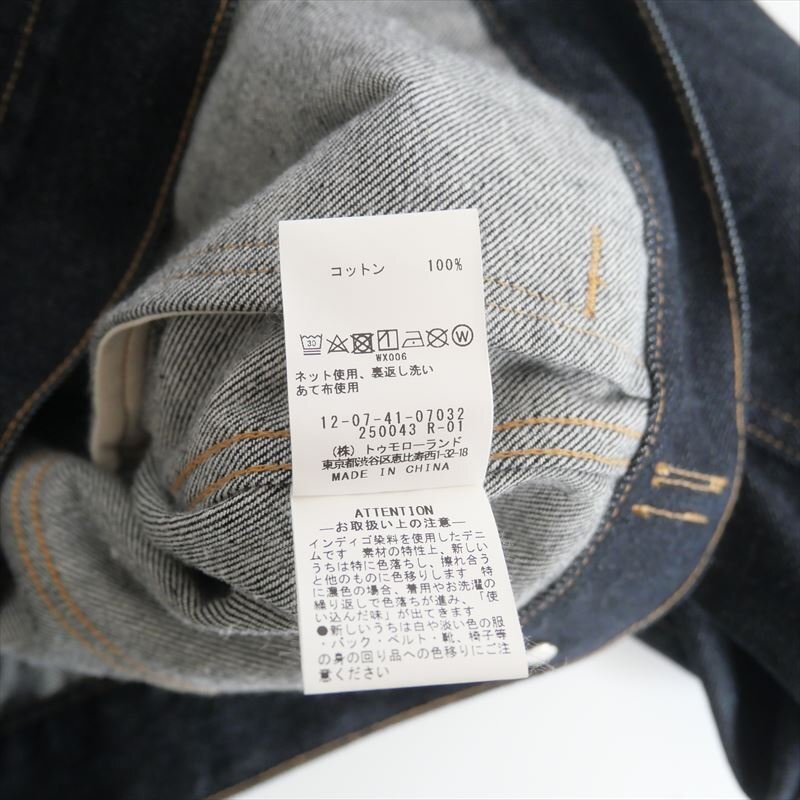 コットン 100%
30 1 W
WX006
ネット使用、裏返し洗い
あて布使用
12-07-41-07032
250043 R-01
(株)トゥモローランド
東京都渋谷区恵比寿西1-32-18
MADE IN CHINA
ATTENTION
―お取扱い上の注意―
インディゴ染料を使用したデニ
ムです 素材の特性上、新しい
うちは特に色落ちし、擦れ合う
と他のものに色移りします 特
に濃色の場合、着用やお洗濯の
繰り返しで色落ちが進み、「使
い込んだ味」が出てきます
●新しいうちは白や淡い色の服
・バック・ベルト・靴、椅子等
の身の回り品への色移りにご注
意ください